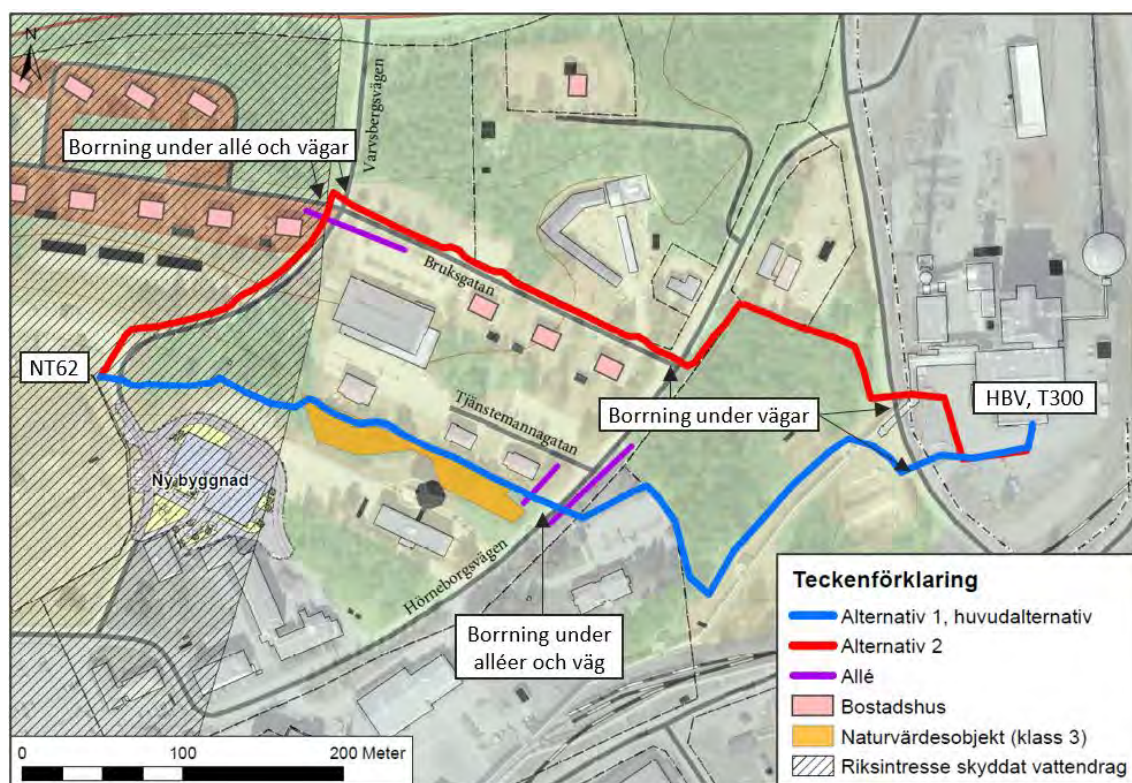 N
Borrning under allé och vägar
Varvsbergsvägen
Bruksgatan
NT62
Tjänstemannagatan
Borrning under vägar
HBV, T300
Ny byggnad
Hörneborgsvägen
Borrning under
alléer och väg
Teckenförklaring
Alternativ 1, huvudalternativ
Alternativ 2
Allé
Bostadshus
Naturvärdesobjekt (klass 3)
Riksintresse skyddat vattendrag
0 100 200 Meter